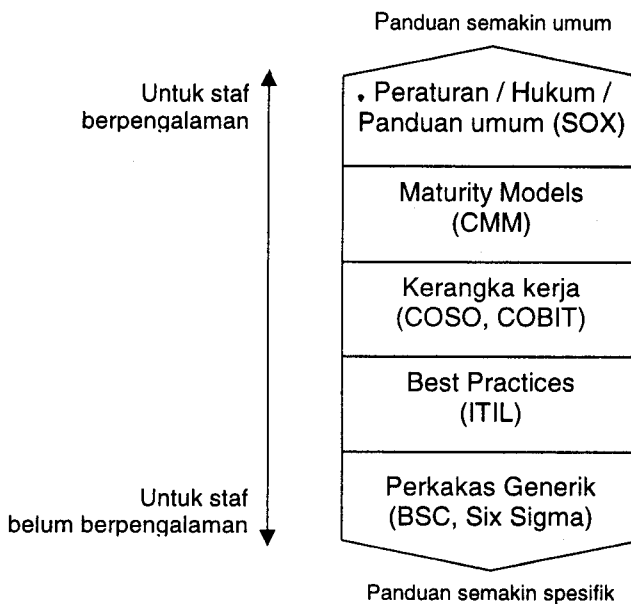 Panduan semakin umum
Untuk staf
berpengalaman
. Peraturan / Hukum /
Panduan umum (SOX)
Maturity Models
(CMM)
Kerangka kerja
(COSO, COBIT)
Best Practices
(ITIL)
Untuk staf
belum berpengalaman
Perkakas Generik
(BSC, Six Sigma)
Panduan semakin spesifik